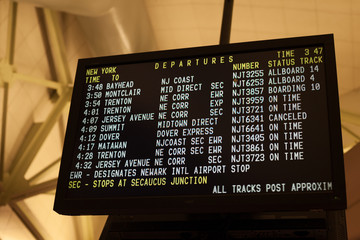 DEPARTURES
NEW YORK TIME 3 47
TIME TO NUMBER STATUS TRACK
3:48 BAYHEAD NJ COAST NJT3255 ALLBOARD 14
3:50 MONTCLAIR MID DIRECT SEC NJT6253 ALLBOARD 4
3:54 TRENTON NE CORR EWR NJT3857 BOARDING 10
4:01 TRENTON NE CORR SEC NJT3959 ON TIME
4:07 JERSEY AVENUE NE CORR EXP NJT3721 ON TIME
4:09 SUMMIT MIDTOWN DIRECT NJT6341 CANCELED
4:12 DOVER DOVER EXPRESS NJT6641 ON TIME
4:17 MATAWAN NJCOAST SEC EWR NJT3485 ON TIME
4:28 TRENTON NE CORR SEC EWR NJT3861 ON TIME
4:32 JERSEY AVENUE NE CORR SEC NJT3723 ON TIME
EWR - DESIGNATES NEWARK INTL AIRPORT STOP
SEC - STOPS AT SECAUCUS JUNCTION
ALL TRACKS POST APPROXIM